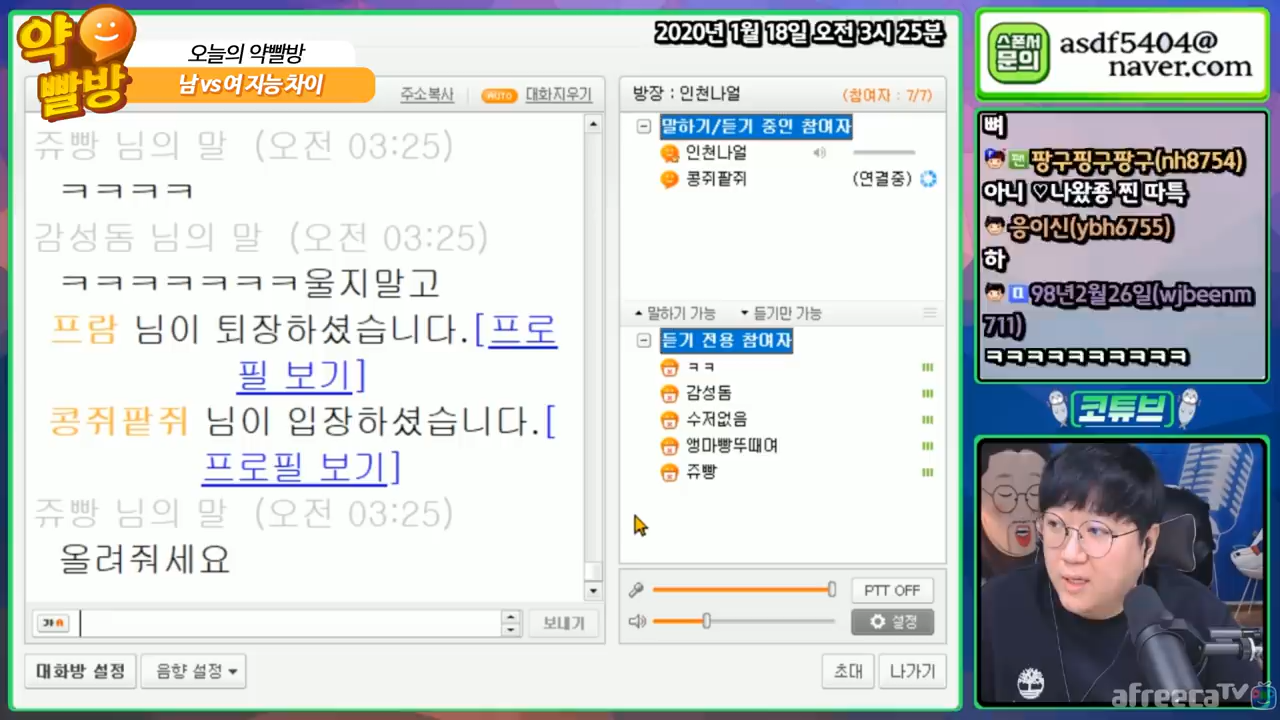 약빵방
오늘의 약빨방
남 vs 여 지능 차이
2020년 1월 18일 오전 3시 25분
스폰서 문의
asdf5404@
naver.com
주소복사
AUTO
대화지우기
쥬빵 님의 말 (오전 03:25)
ㅋㅋㅋㅋ
감성돔 님의 말 (오전 03:25)
ㅋㅋㅋㅋㅋㅋㅋ울지말고
프람 님이 퇴장하셨습니다.[프로
필 보기]
콩쥐팥쥐 님이 입장하셨습니다.[
프로필 보기]
쥬빵 님의 말 (오전 03:25)
올려줘세요
가
보내기
대화방 설정
음향 설정
방장 : 인천나얼
(참여자 : 7/7)
말하기/듣기 중인 참여자
인천나얼
콩쥐팥쥐
(연결중)
말하기 가능
듣기만 가능
듣기 전용 참여자
ㅋㅋ
감성돔
수저없음
앵마빵뚜때여
쥬빵
PTT OFF
설정
초대
나가기
뼈
팬 짱구핑구팡구(nh8754)
아니 ♡나왔죵 찐 따특
응이신(ybh6755)
하
98년2월26일(wjbeenm
711)
ㅋㅋㅋㅋㅋㅋㅋㅋㅋㅋ
코튜브
afreecaTV